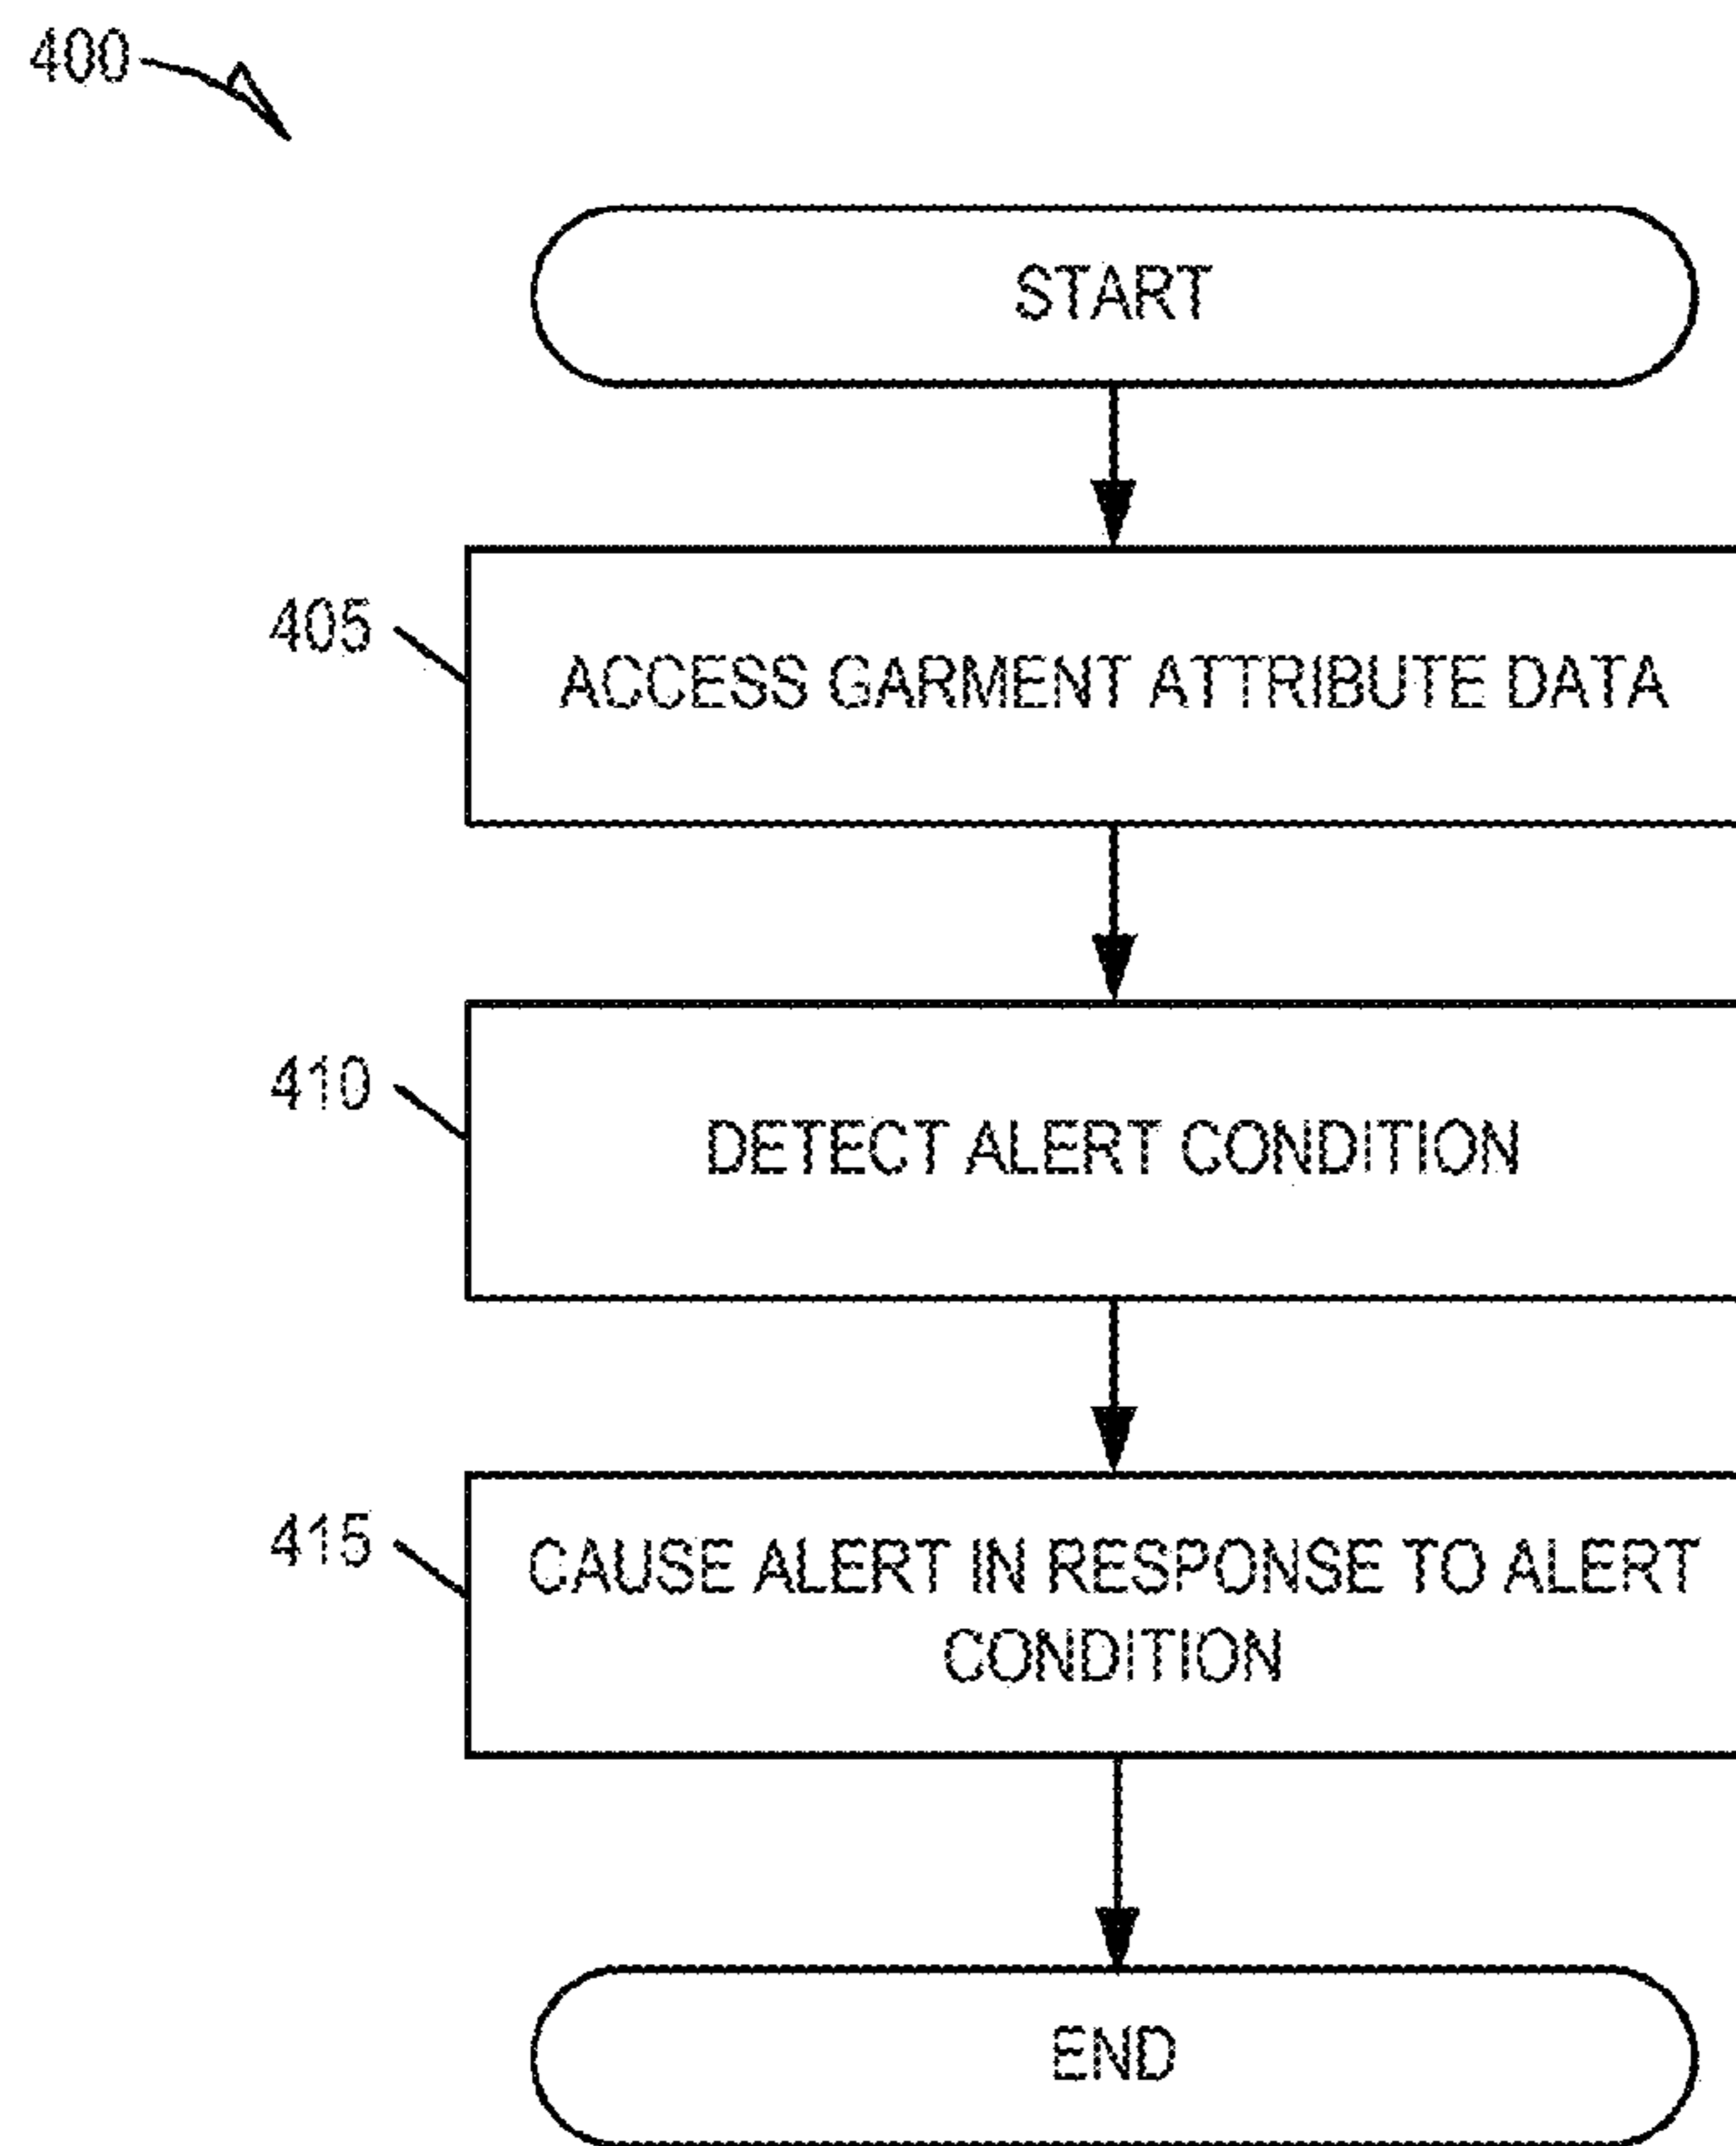 400
START
405
ACCESS GARMENT ATTRIBUTE DATA
410
DETECT ALERT CONDITION
415
CAUSE ALERT IN RESPONSE TO ALERT
CONDITION
END